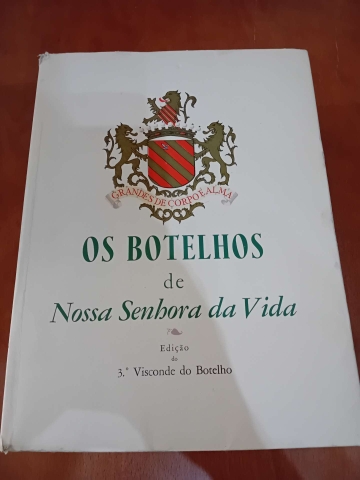 GRANDES DE CORPO E ALMA
OS BOTELHOS
de
Nossa Senhora da Vida
Edição
do
3.º Visconde do Botelho